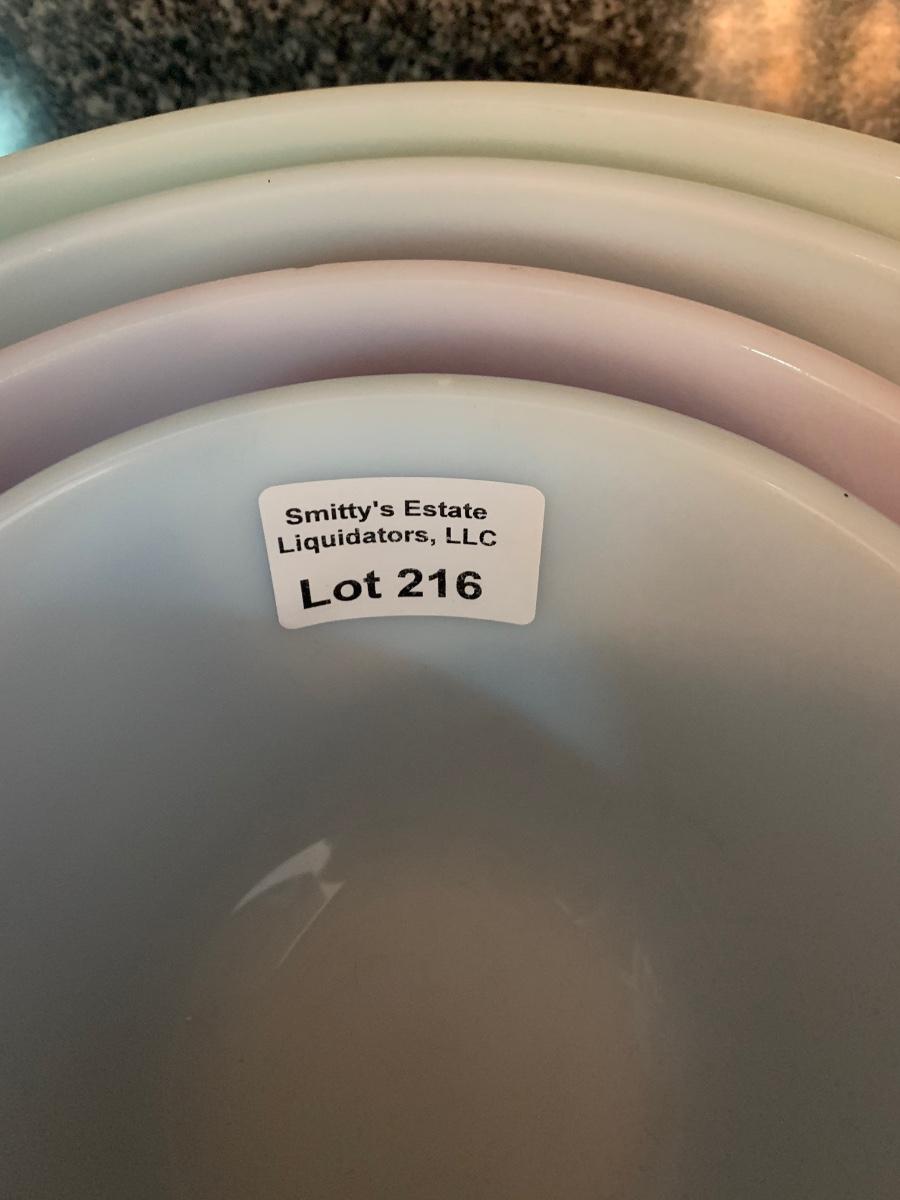 Smitty's Estate
Liquidators, LLC
Lot 216